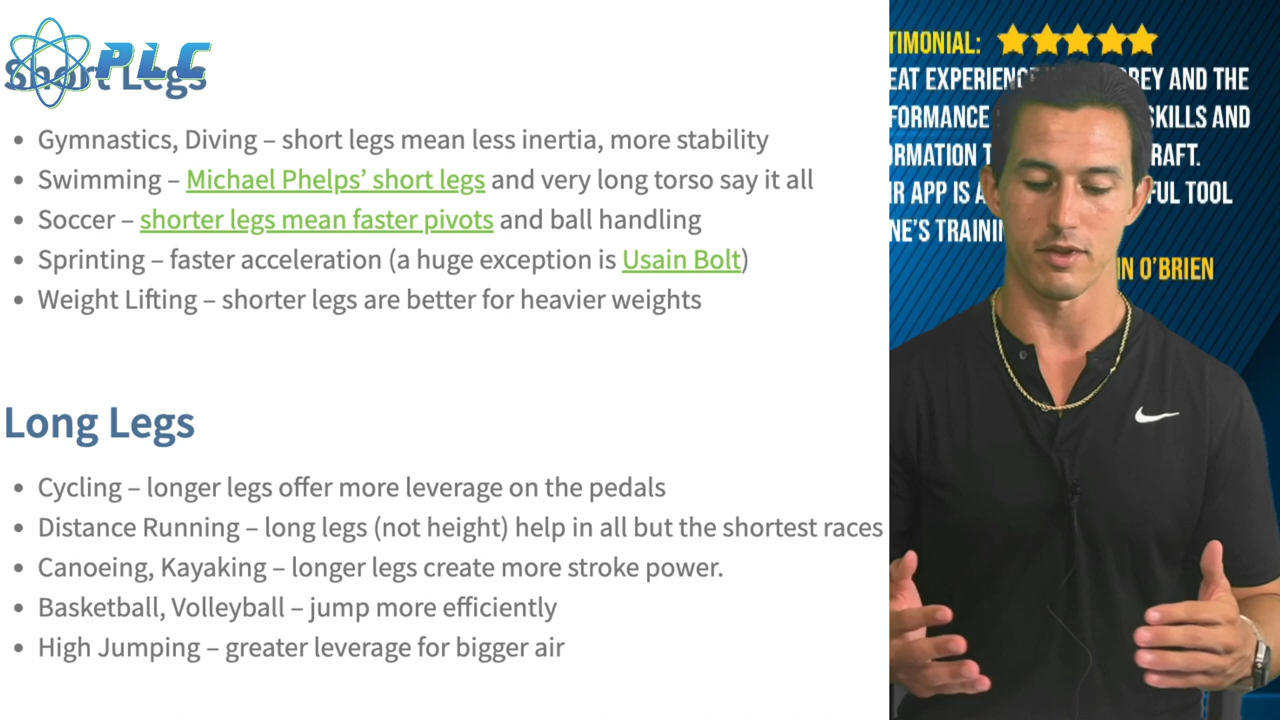 PLC
Short Legs
Gymnastics, Diving – short legs mean less inertia, more stability
Swimming – Michael Phelps’ short legs and very long torso say it all
Soccer – shorter legs mean faster pivots and ball handling
Sprinting – faster acceleration (a huge exception is Usain Bolt)
Weight Lifting – shorter legs are better for heavier weights
Long Legs
Cycling – longer legs offer more leverage on the pedals
Distance Running – long legs (not height) help in all but the shortest races
Canoeing, Kayaking – longer legs create more stroke power.
Basketball, Volleyball – jump more efficiently
High Jumping – greater leverage for bigger air
TIMONIAL:
EAT EXPERIENC REY AND THE
FORMANCE SKILLS AND
ORMATION T RAFT.
R APP IS A FUL TOOL
NE’S TRAININ
IN O’BRIEN